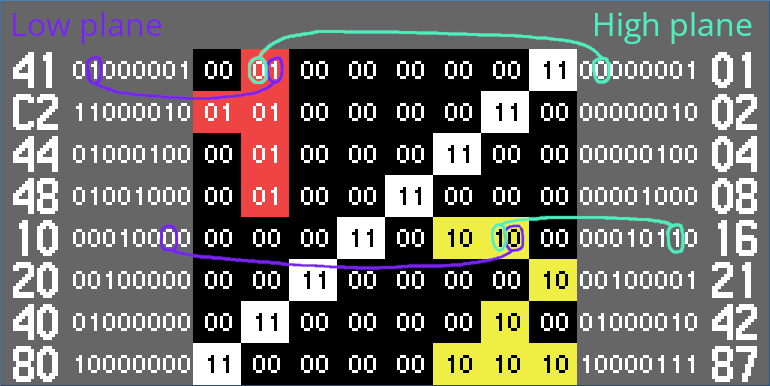 Low plane High plane
41 01000001 00 01 00 00 00 00 00 11 00000001 01
C2 11000010 01 01 00 00 00 00 11 00 00000010 02
44 01000100 00 01 00 00 00 11 00 00 00000100 04
48 01001000 00 01 00 00 11 00 00 00 00001000 08
10 00010000 00 00 00 11 00 10 10 00 00010110 16
20 00100000 00 00 11 00 00 00 00 10 00100001 21
40 01000000 00 11 00 00 00 00 10 00 01000010 42
80 10000000 11 00 00 00 00 10 10 10 10000111 87